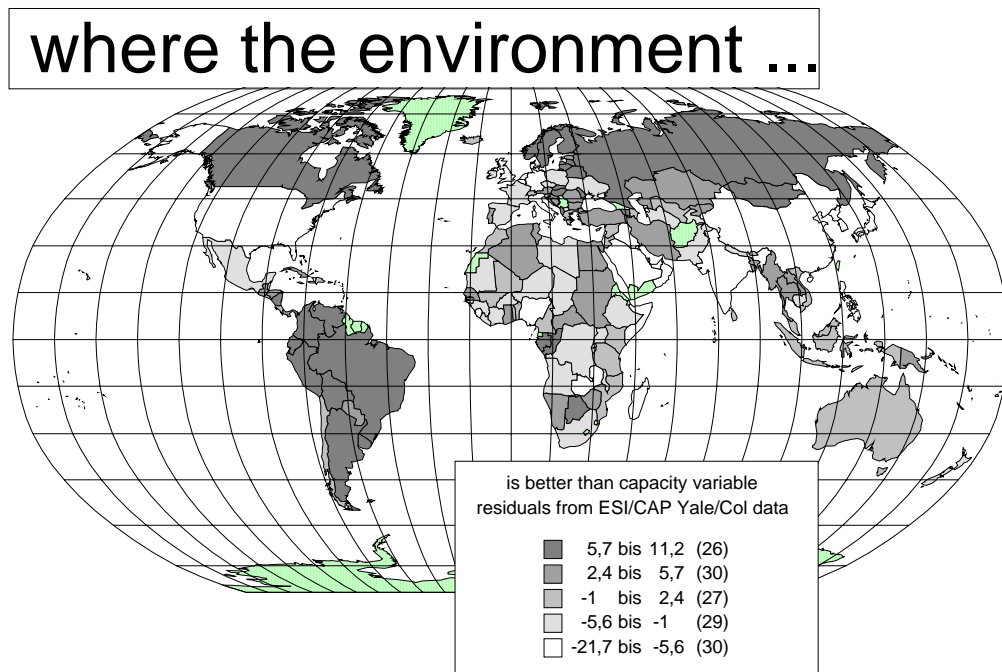 where the environment ...
is better than capacity variable
residuals from ESI/CAP Yale/Col data
5,7 bis 11,2 (26)
2,4 bis 5,7 (30)
-1 bis 2,4 (27)
-5,6 bis -1 (29)
-21,7 bis -5,6 (30)